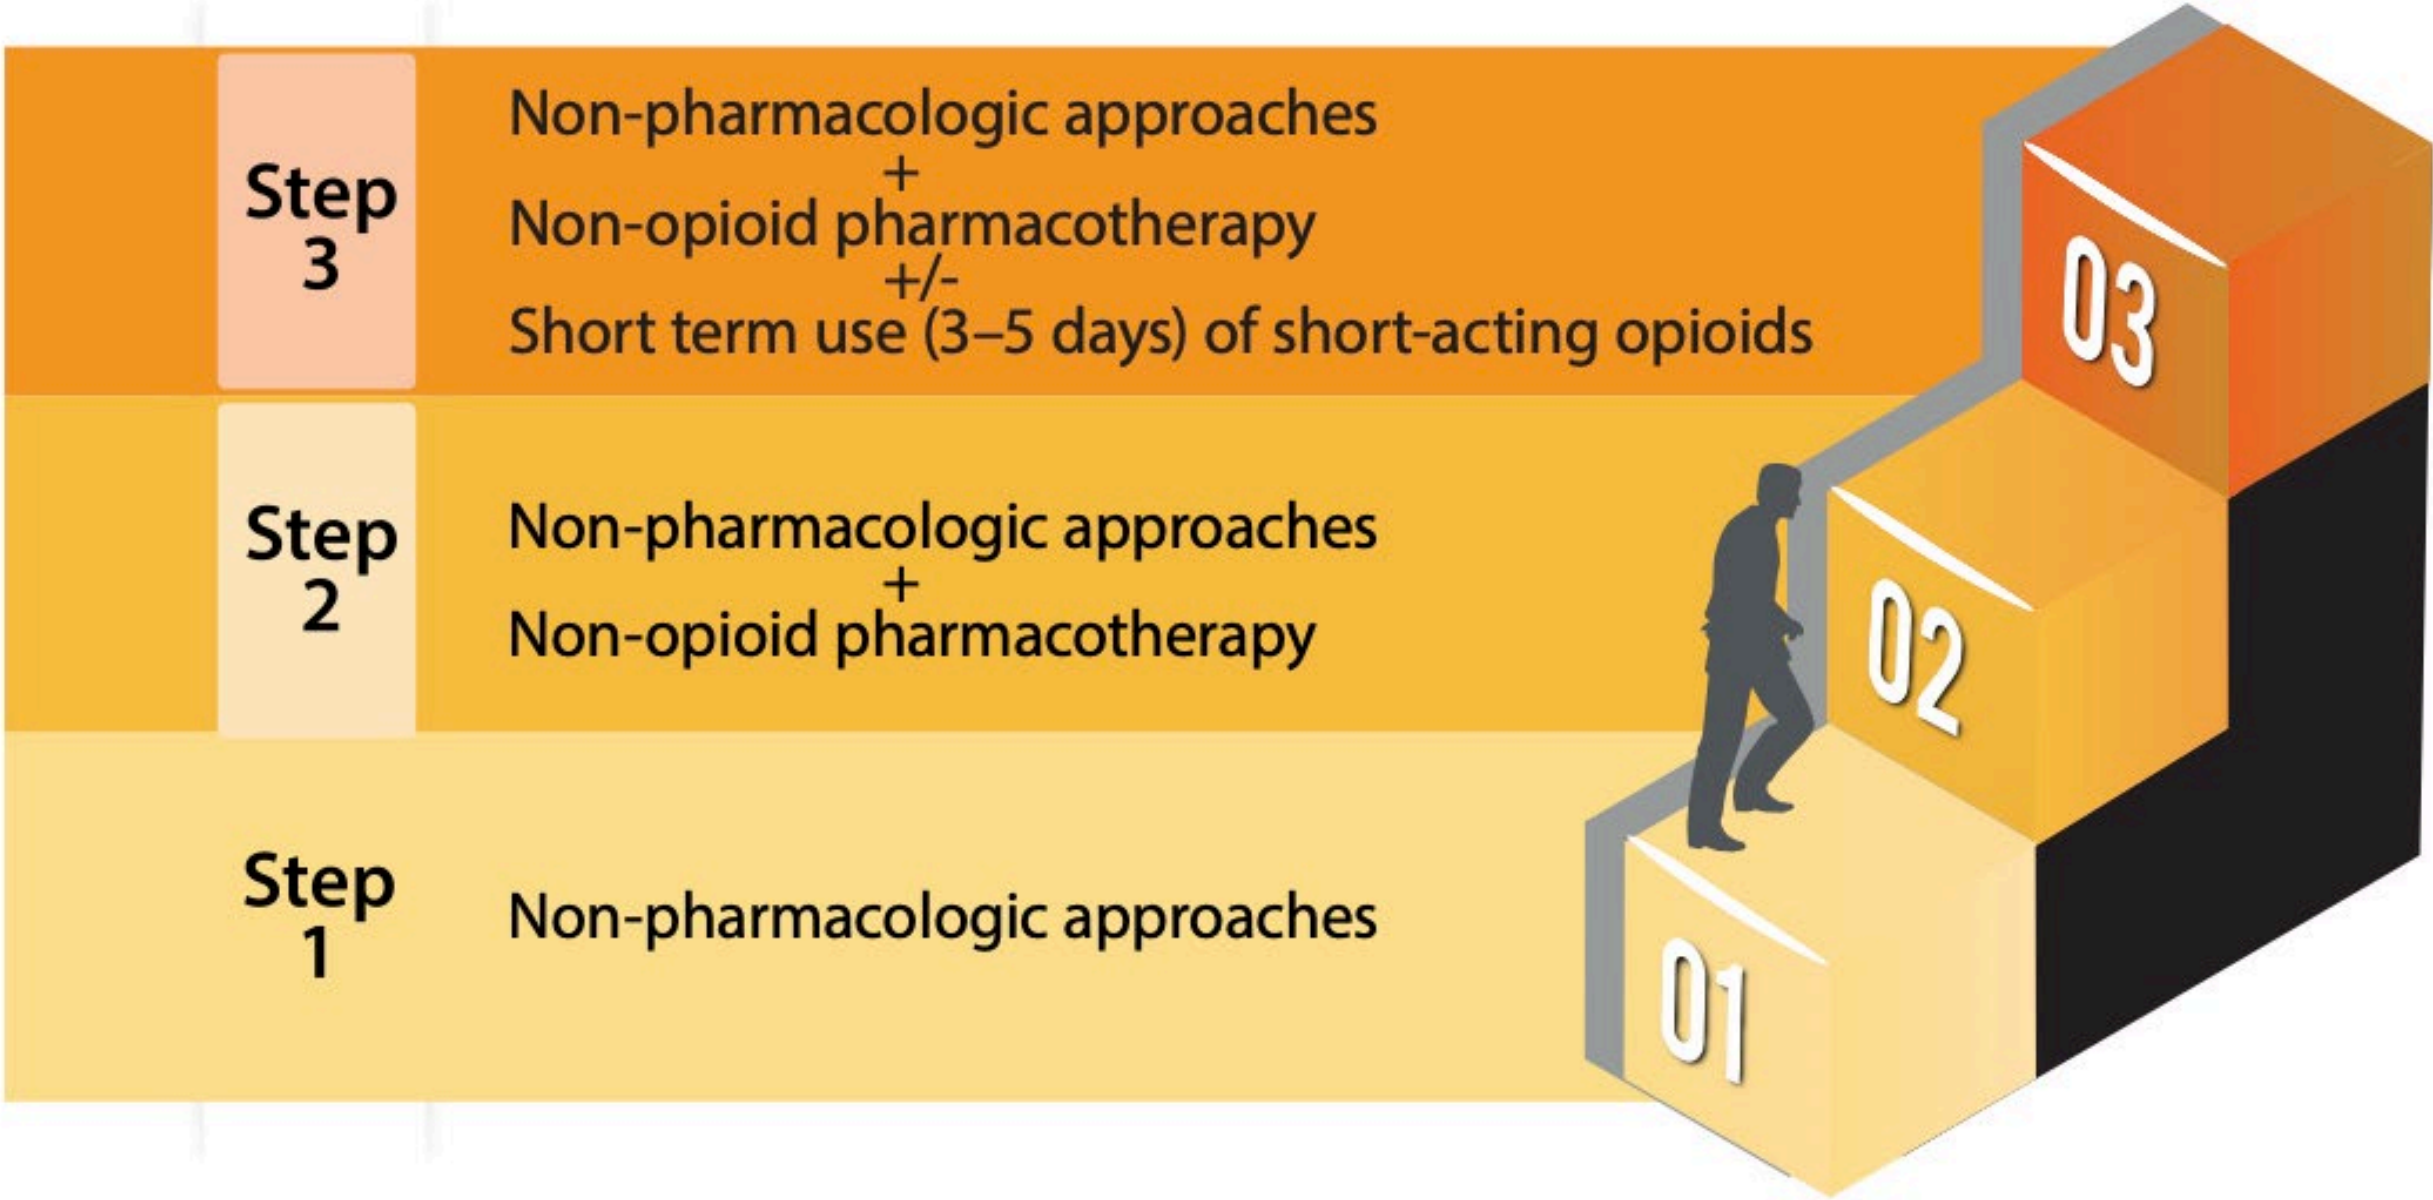 Step
3
Non-pharmacologic approaches
+
Non-opioid pharmacotherapy
+/-
Short term use (3–5 days) of short-acting opioids
03
Step
2
Non-pharmacologic approaches
+
Non-opioid pharmacotherapy
02
Step
1
Non-pharmacologic approaches
01